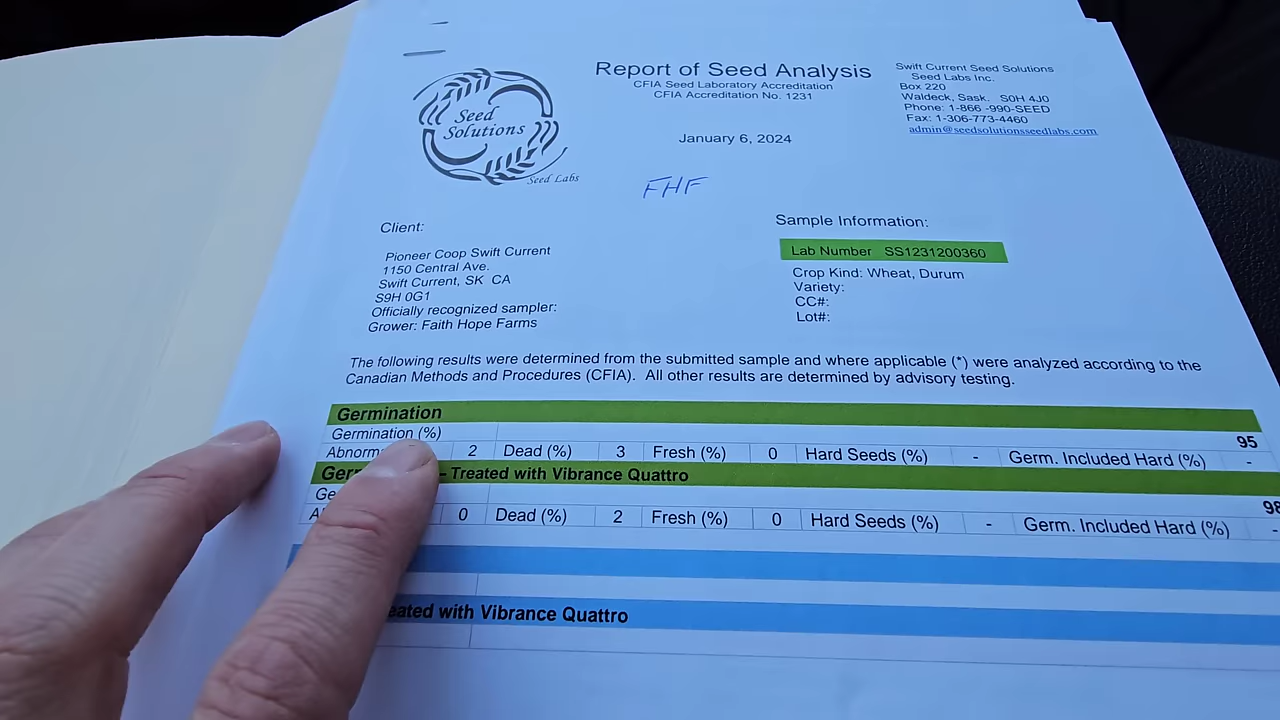 Report of Seed Analysis
CFIA Seed Laboratory Accreditation
CFIA Accreditation No. 1231
January 6, 2024
Swift Current Seed Solutions
Seed Labs Inc.
Box 220
Waldeck, Sask. S0H 4J0
Phone: 1-866 -990-SEED
Fax: 1-306-773-4460
admin@seedsolutionsseedlabs.com
Seed
Solutions
Seed Labs
FHF
Client:
Pioneer Coop Swift Current
1150 Central Ave.
Swift Current, SK CA
S9H 0G1
Officially recognized sampler:
Grower: Faith Hope Farms
Sample Information:
Lab Number SS1231200360
Crop Kind: Wheat, Durum
Variety:
CC#:
Lot#:
The following results were determined from the submitted sample and where applicable (*) were analyzed according to the
Canadian Methods and Procedures (CFIA). All other results are determined by advisory testing.
Germination
Germination (%) 95
Abnorm 2 Dead (%) 3 Fresh (%) 0 Hard Seeds (%) - Germ. Included Hard (%) -
Ger – Treated with Vibrance Quattro
Ge 98
A 0 Dead (%) 2 Fresh (%) 0 Hard Seeds (%) - Germ. Included Hard (%) -
eated with Vibrance Quattro